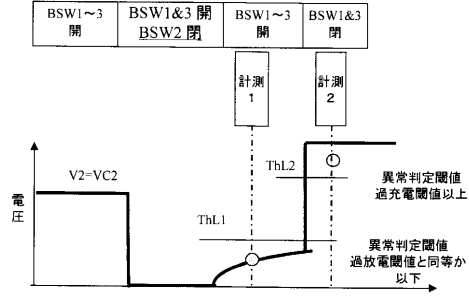 BSW1～3
開
BSW1&3 開
BSW2 閉
BSW1～3
開
BSW1&3
閉
計測
1
計測
2
V2=VC2
ThL2
ThL1
電圧
異常判定閾値
過充電閾値以上
異常判定閾値
過放電閾値と同等か
以下